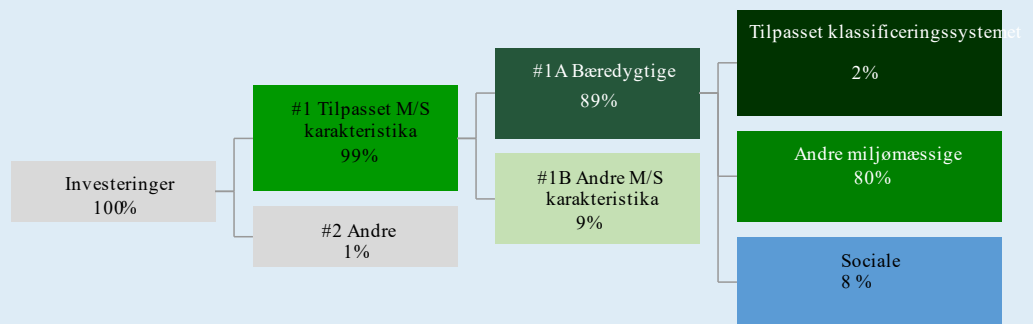 Investeringer
100%
#1 Tilpasset M/S
karakteristika
99%
#2 Andre
1%
#1A Bæredygtige
89%
#1B Andre M/S
karakteristika
9%
Tilpasset klassificeringssystemet
2%
Andre miljømæssige
80%
Sociale
8 %